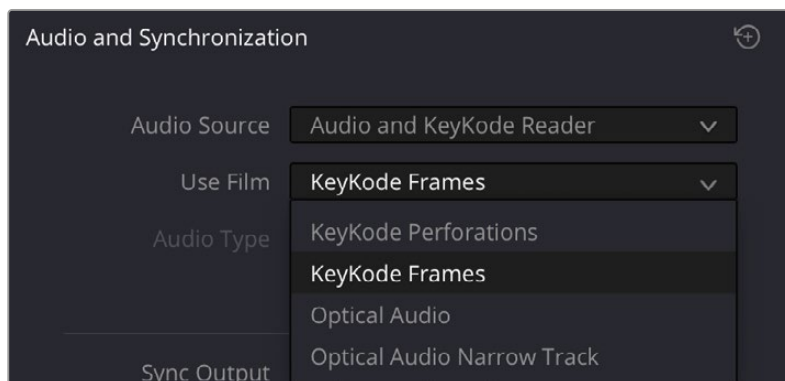 Audio and Synchronization
Audio Source Audio and KeyKode Reader
Use Film KeyKode Frames
Audio Type KeyKode Perforations
KeyKode Frames
Optical Audio
Sync Output Optical Audio Narrow Track